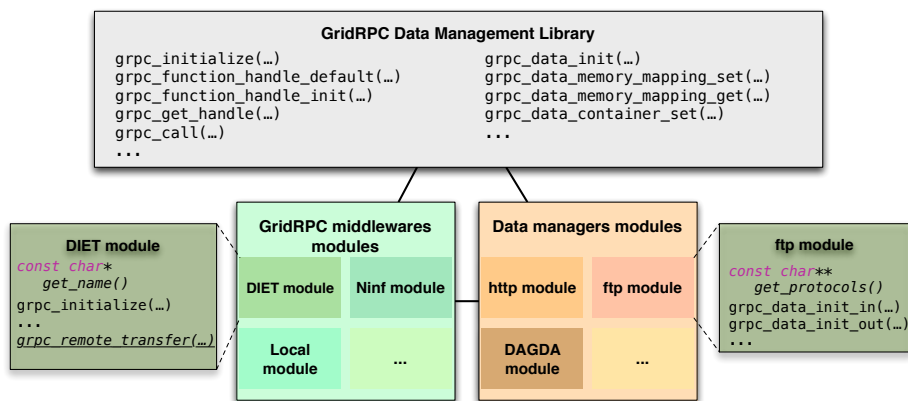 GridRPC Data Management Library
grpc_initialize(…)
grpc_function_handle_default(…)
grpc_function_handle_init(…)
grpc_get_handle(…)
grpc_call(…)
...
grpc_data_init(…)
grpc_data_memory_mapping_set(…)
grpc_data_memory_mapping_get(…)
grpc_data_container_set(…)
...
DIET module
const char*
get_name()
grpc_initialize(…)
...
grpc_remote_transfer(…)
GridRPC middlewares
modules
DIET module
Ninf module
Local
module
...
Data managers modules
http module
ftp module
DAGDA
module
...
ftp module
const char**
get_protocols()
grpc_data_init_in(…)
grpc_data_init_out(…)
...